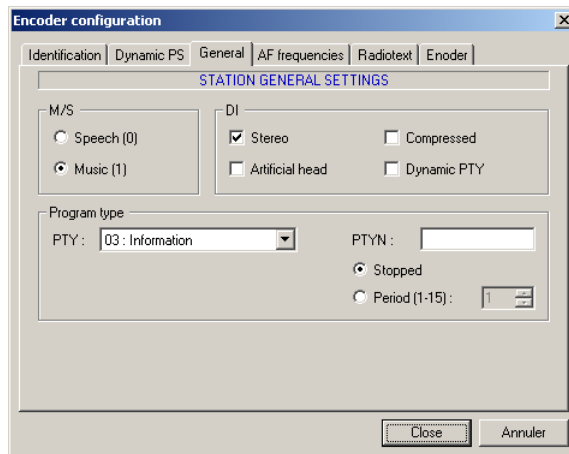 Encoder configuration
Identification Dynamic PS General AF frequencies Radiotext Enoder
STATION GENERAL SETTINGS
M/S DI
Speech (0) Stereo Compressed
Music (1) Artificial head Dynamic PTY
Program type
PTY : 03 : Information PTYN :
Stopped
Period (1-15) : 1
Close Annuler